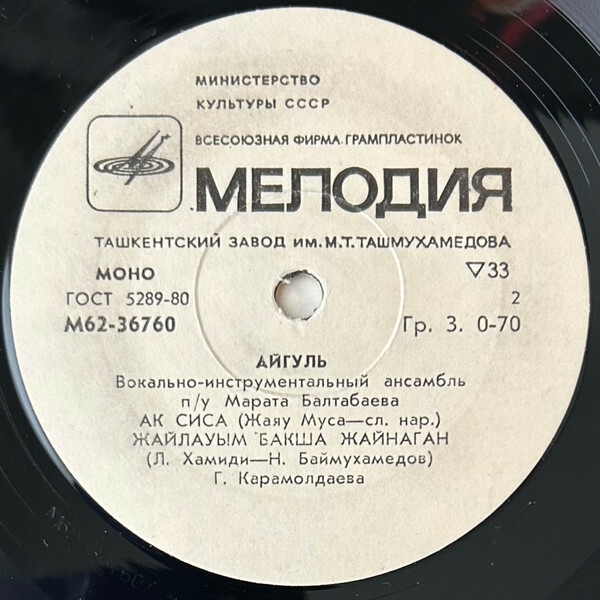 МИНИСТЕРСТВО
КУЛЬТУРЫ СССР
ВСЕСОЮЗНАЯ ФИРМА ГРАМПЛАСТИНОК
МЕЛОДИЯ
ТАШКЕНТСКИЙ ЗАВОД ИМ. М.Т. ТАШМУХАМЕДОВА
МОНО ▽33
ГОСТ 5289-80 2
М62-36760 Гр. 3. 0-70
АЙГУЛЬ
Вокально-инструментальный ансамбль
п/у Марата Балтабаева
АК СИСА (Жаяу Муса—сл. нар.)
ЖАЙЛАУЫМ БАКША ЖАЙНАГАН
(Л. Хамиди—Н. Баймухамедов)
Г. Карамолдаева